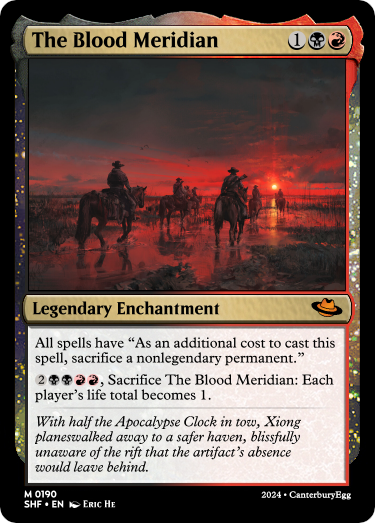 The Blood Meridian 1
Legendary Enchantment
All spells have “As an additional cost to cast this
spell, sacrifice a nonlegendary permanent.”
2, Sacrifice The Blood Meridian: Each
player’s life total becomes 1.
With half the Apocalypse Clock in tow, Xiong
planeswalked away to a safer haven, blissfully
unaware of the rift that the artifact’s absence
would leave behind.
M 0190
SHF • EN Eric He
2024 • CanterburyEgg